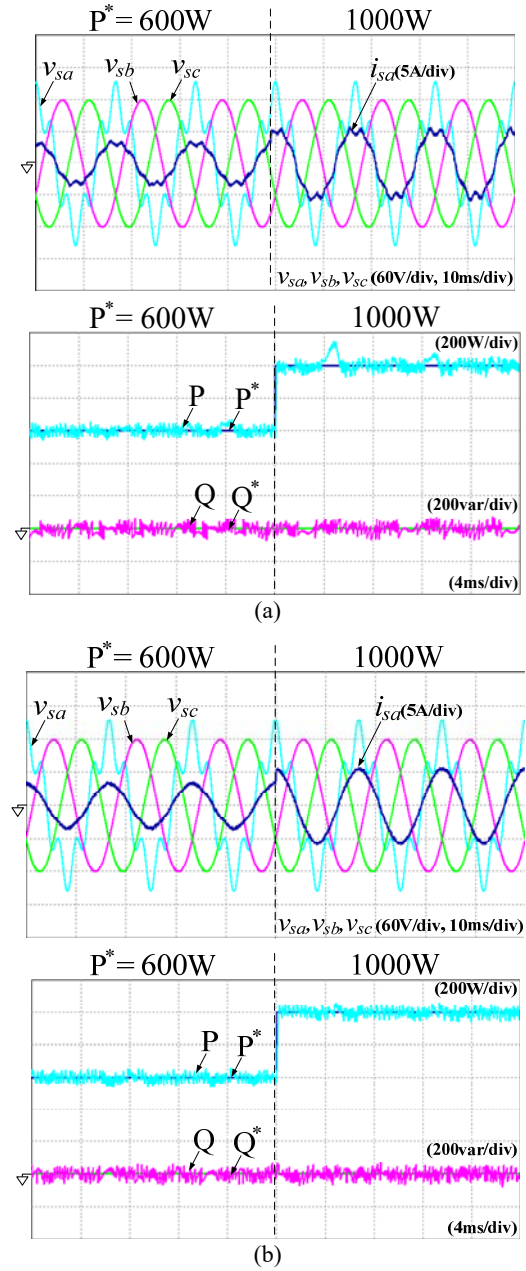 P* = 600W 1000W
vsa vsb vsc isa(5A/div)
vsa,vsb,vsc (60V/div, 10ms/div)
P* = 600W 1000W
(200W/div)
P P*
Q Q* (200var/div)
(4ms/div)
(a)
P* = 600W 1000W
vsa vsb vsc isa(5A/div)
vsa,vsb,vsc (60V/div, 10ms/div)
P* = 600W 1000W
(200W/div)
P P*
Q Q* (200var/div)
(4ms/div)
(b)